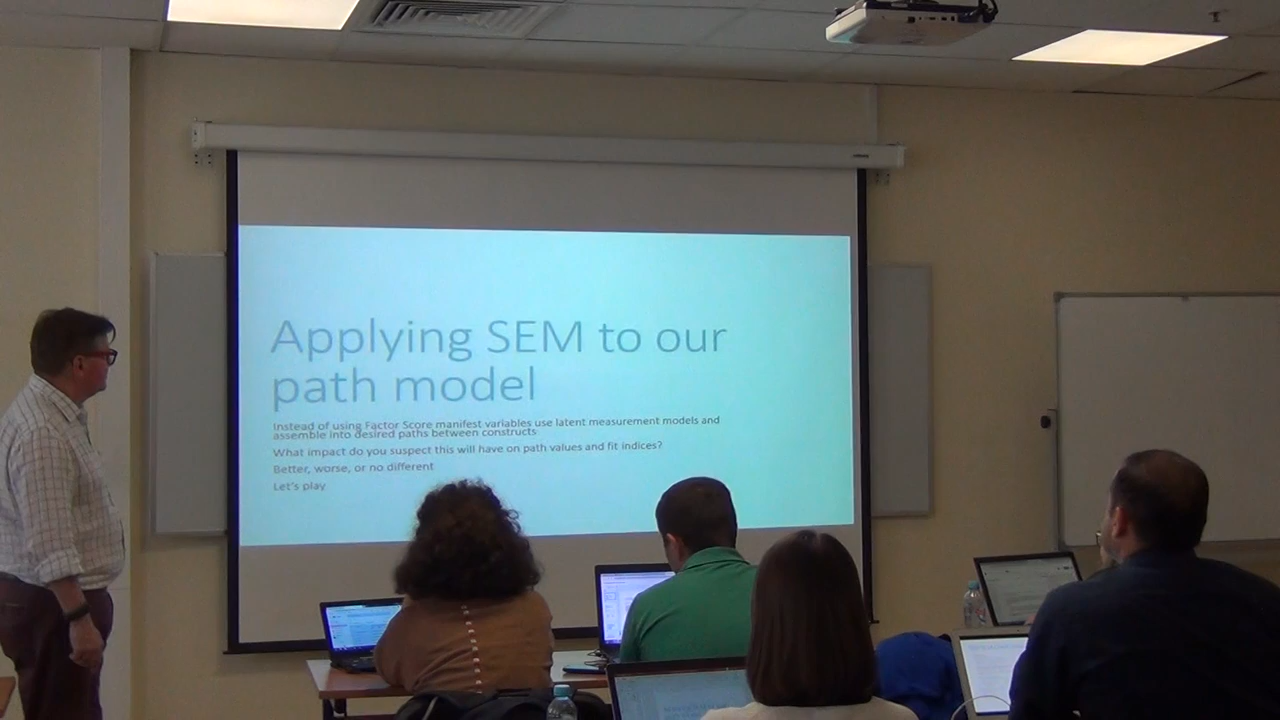 Applying SEM to our
path model
Instead of using Factor Score manifest variables use latent measurement models and
assemble into desired paths between constructs
What impact do you suspect this will have on path values and fit indices?
Better, worse, or no different
Let's play